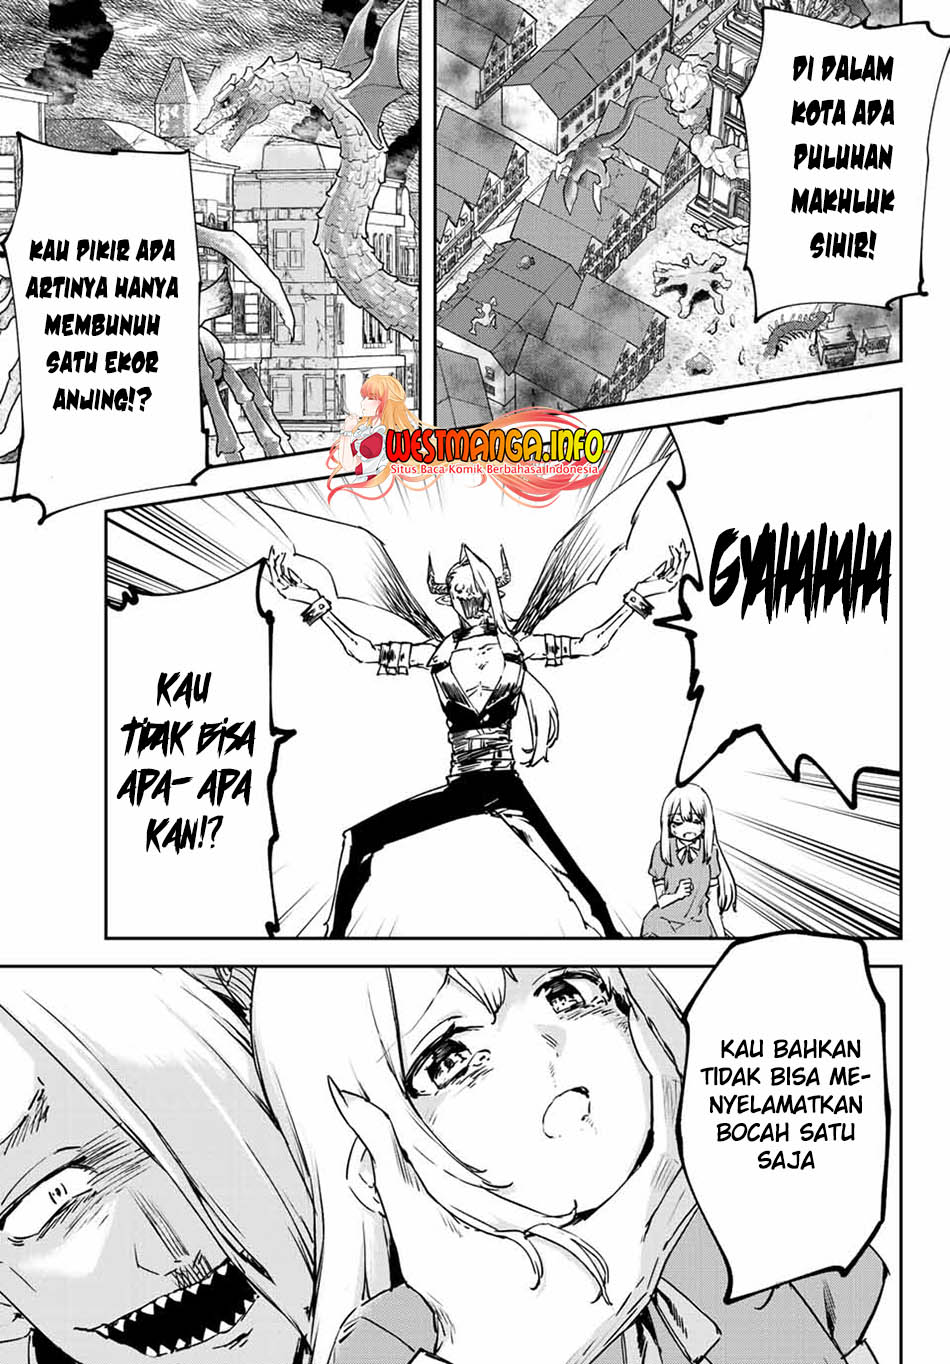 DI DALAM
KOTA ADA
PULUHAN
MAKHLUK
SIHIR!
KAU PIKIR ADA
ARTINYA HANYA
MEMBUNUH
SATU EKOR
ANJING!?
WESTMANGA.INFO
Situs Baca Komik Berbahasa Indonesia
GYAHAHAHA
KAU
TIDAK BISA
APA- APA
KAN!?
KAU BAHKAN
TIDAK BISA ME-
NYELAMATKAN
BOCAH SATU
SAJA